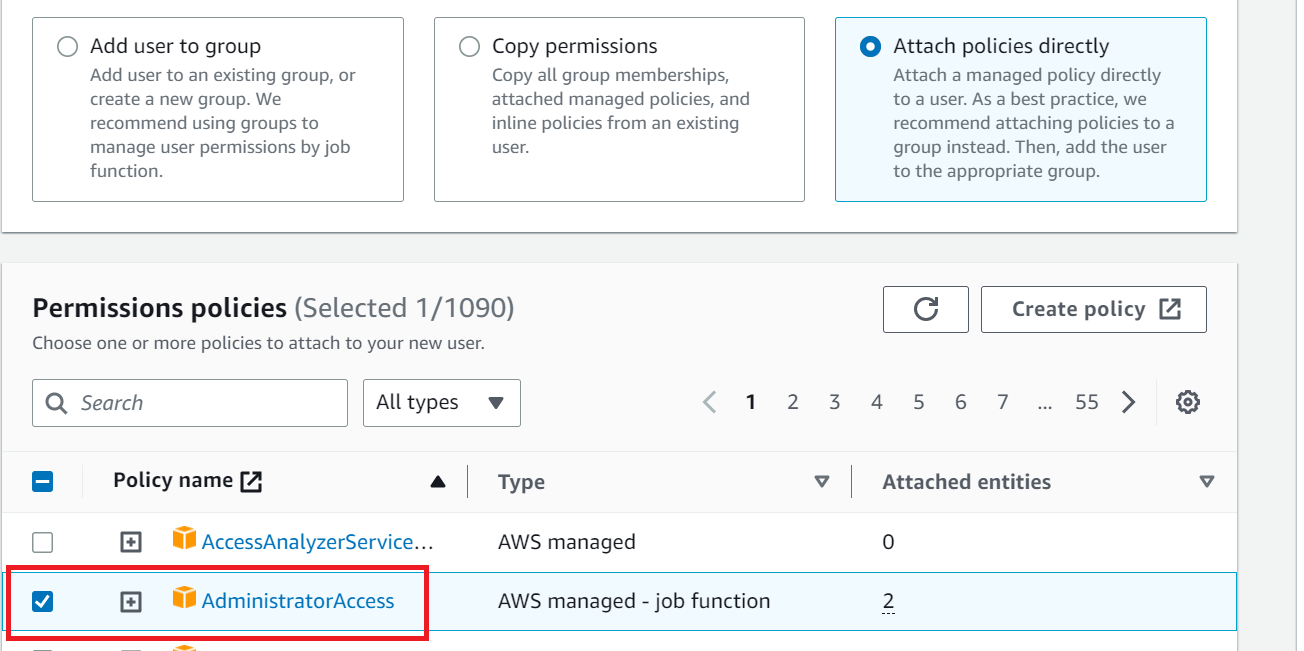 Add user to group
Add user to an existing group, or
create a new group. We
recommend using groups to
manage user permissions by job
function.
Copy permissions
Copy all group memberships,
attached managed policies, and
inline policies from an existing
user.
Attach policies directly
Attach a managed policy directly
to a user. As a best practice, we
recommend attaching policies to a
group instead. Then, add the user
to the appropriate group.
Permissions policies (Selected 1/1090)
Choose one or more policies to attach to your new user.
Create policy
Search
All types
1 2 3 4 5 6 7 ... 55
Policy name Type Attached entities
AccessAnalyzerService... AWS managed 0
AdministratorAccess AWS managed - job function 2